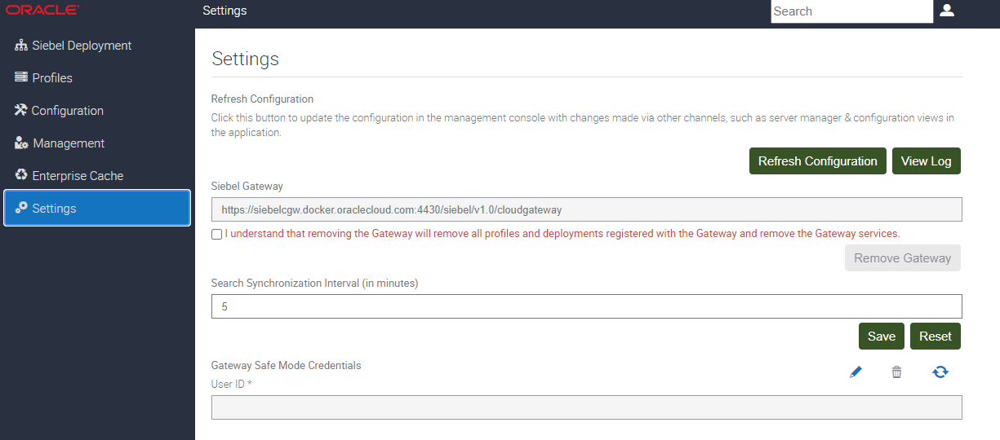 ORACLE
Settings
Search
Siebel Deployment
Profiles
Configuration
Management
Enterprise Cache
Settings
Settings
Refresh Configuration
Click this button to update the configuration in the management console with changes made via other channels, such as server manager & configuration views in
the application.
Refresh Configuration
View Log
Siebel Gateway
https://siebelcgw.docker.oraclecloud.com:4430/siebel/v1.0/cloudgateway
I understand that removing the Gateway will remove all profiles and deployments registered with the Gateway and remove the Gateway services.
Remove Gateway
Search Synchronization Interval (in minutes)
5
Save
Reset
Gateway Safe Mode Credentials
User ID *